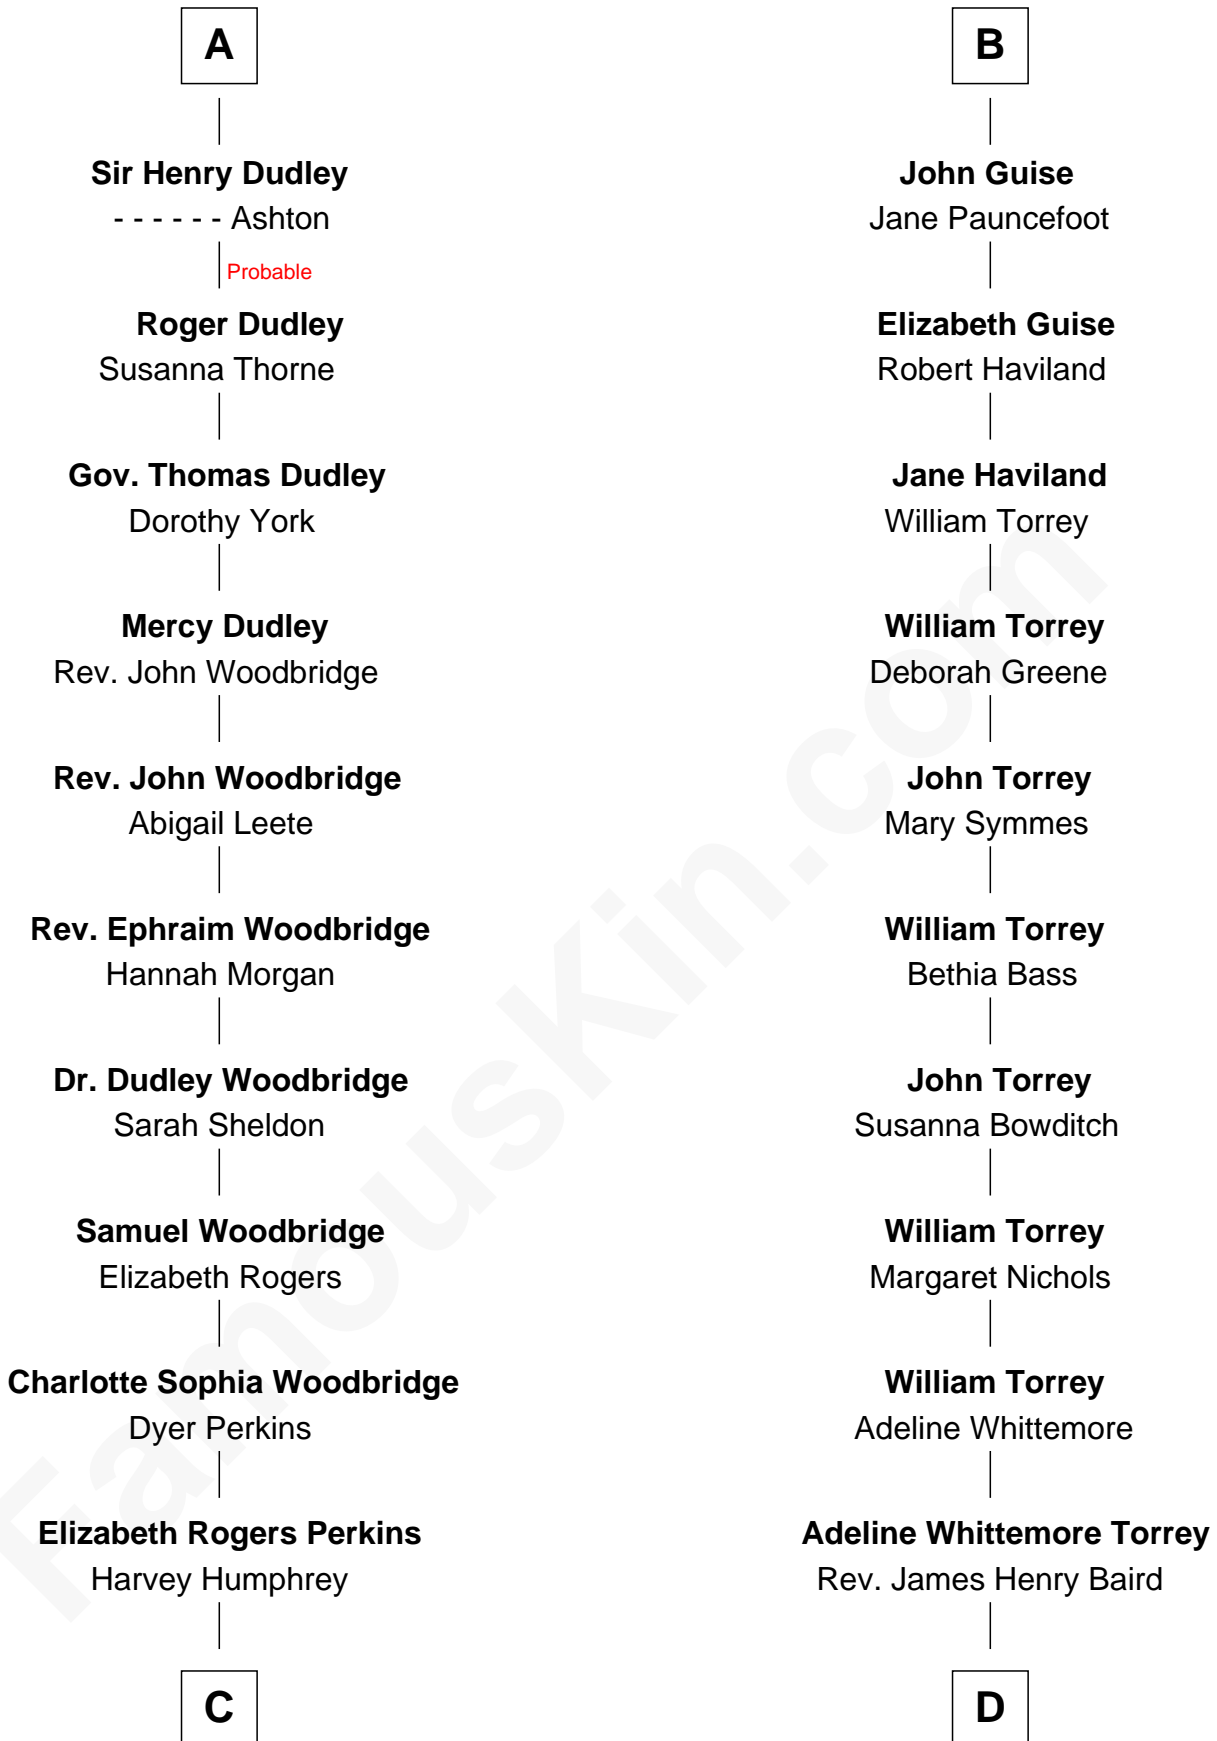 A
Sir Henry Dudley
- - - - - - Ashton
Probable
Roger Dudley
Susanna Thorne
Gov. Thomas Dudley
Dorothy York
Mercy Dudley
Rev. John Woodbridge
Rev. John Woodbridge
Abigail Leete
Rev. Ephraim Woodbridge
Hannah Morgan
Dr. Dudley Woodbridge
Sarah Sheldon
Samuel Woodbridge
Elizabeth Rogers
Charlotte Sophia Woodbridge
Dyer Perkins
Elizabeth Rogers Perkins
Harvey Humphrey
C
B
John Guise
Jane Pauncefoot
Elizabeth Guise
Robert Haviland
Jane Haviland
William Torrey
William Torrey
Deborah Greene
John Torrey
Mary Symmes
William Torrey
Bethia Bass
John Torrey
Susanna Bowditch
William Torrey
Margaret Nichols
William Torrey
Adeline Whittemore
Adeline Whittemore Torrey
Rev. James Henry Baird
D
FamousKin.com